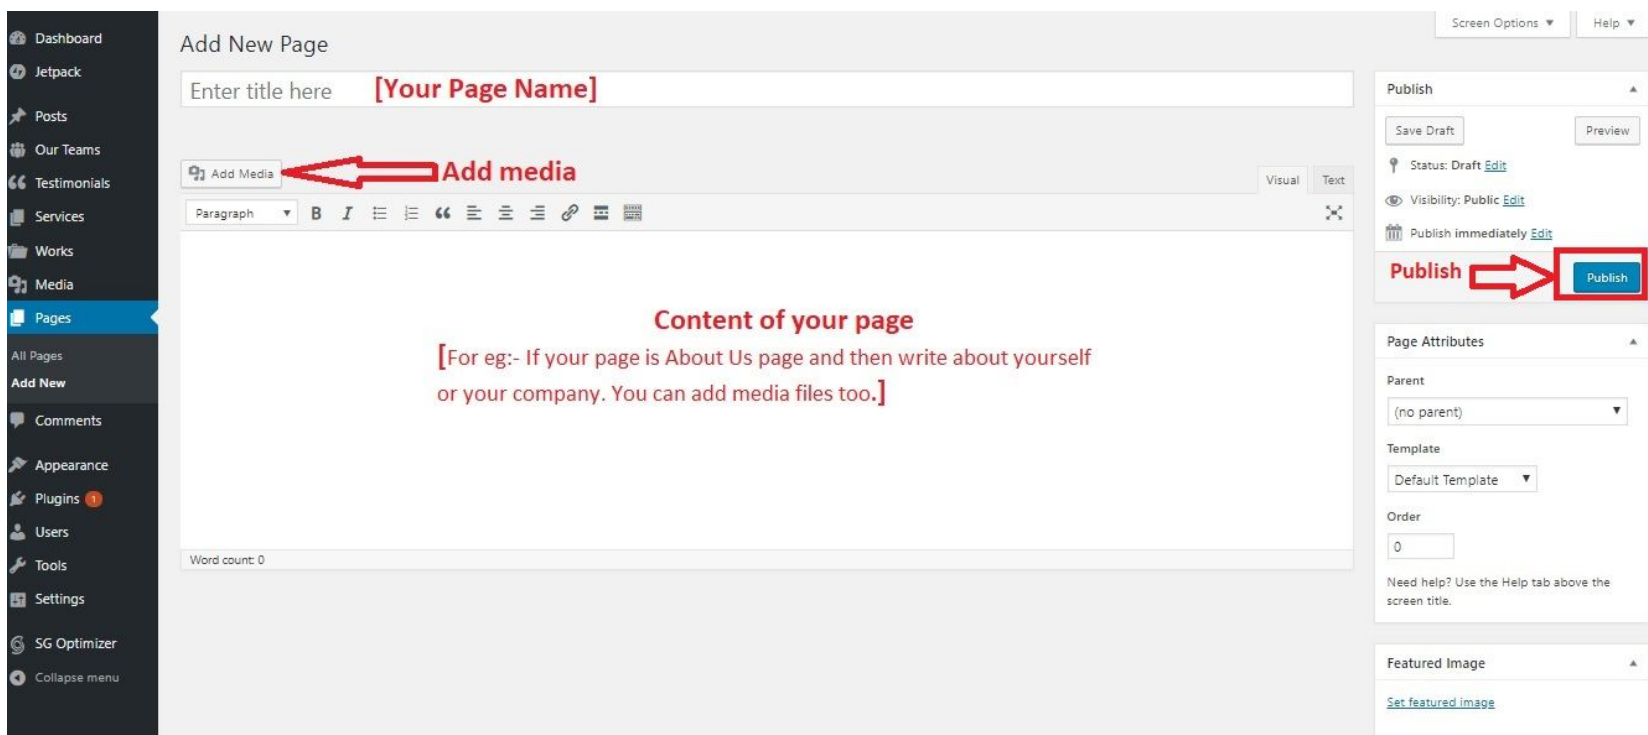 Screen Options ▼
Help ▼
Dashboard
Jetpack
Posts
Our Teams
Testimonials
Services
Works
Media
Pages
All Pages
Add New
Comments
Appearance
Plugins 1
Users
Tools
Settings
SG Optimizer
Collapse menu
Add New Page
Enter title here [Your Page Name]
Add Media Add media
Visual Text
Paragraph ▼ B I
Content of your page
[For eg:- If your page is About Us page and then write about yourself
or your company. You can add media files too.]
Word count: 0
Publish
Save Draft Preview
Status: Draft Edit
Visibility: Public Edit
Publish immediately Edit
Publish Publish
Page Attributes
Parent
(no parent)
Template
Default Template
Order
0
Need help? Use the Help tab above the
screen title.
Featured Image
Set featured image